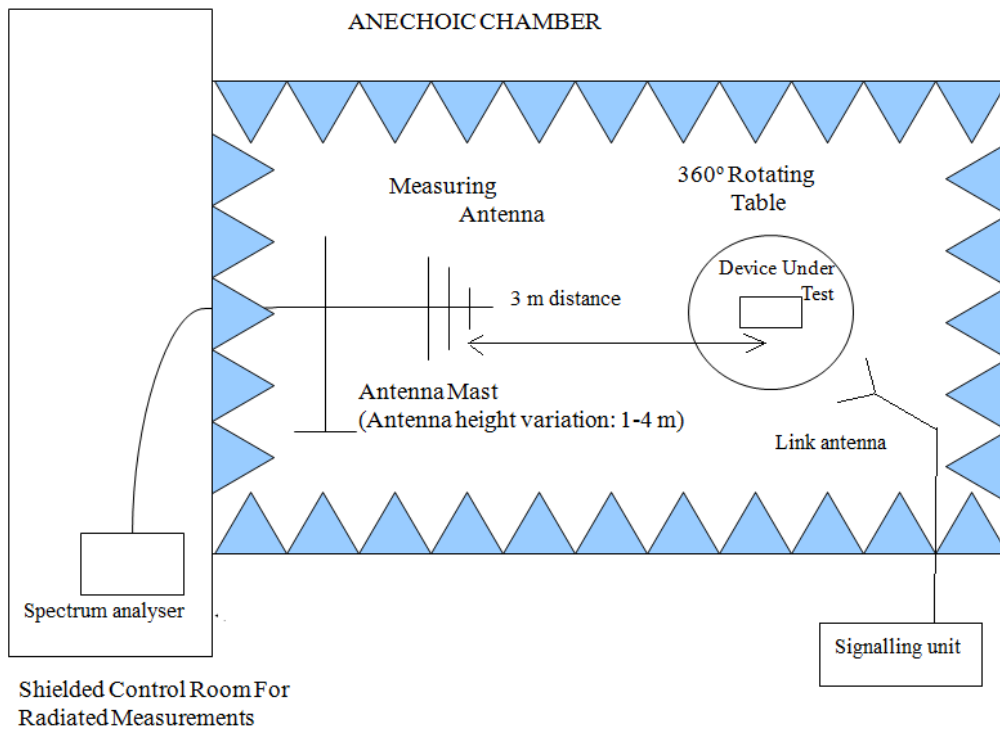 ANECHOIC CHAMBER
360º Rotating
Table
Measuring
Antenna
Device Under
Test
3 m distance
Antenna Mast
(Antenna height variation: 1-4 m)
Link antenna
Spectrum analyser
Signalling unit
Shielded Control Room For
Radiated Measurements